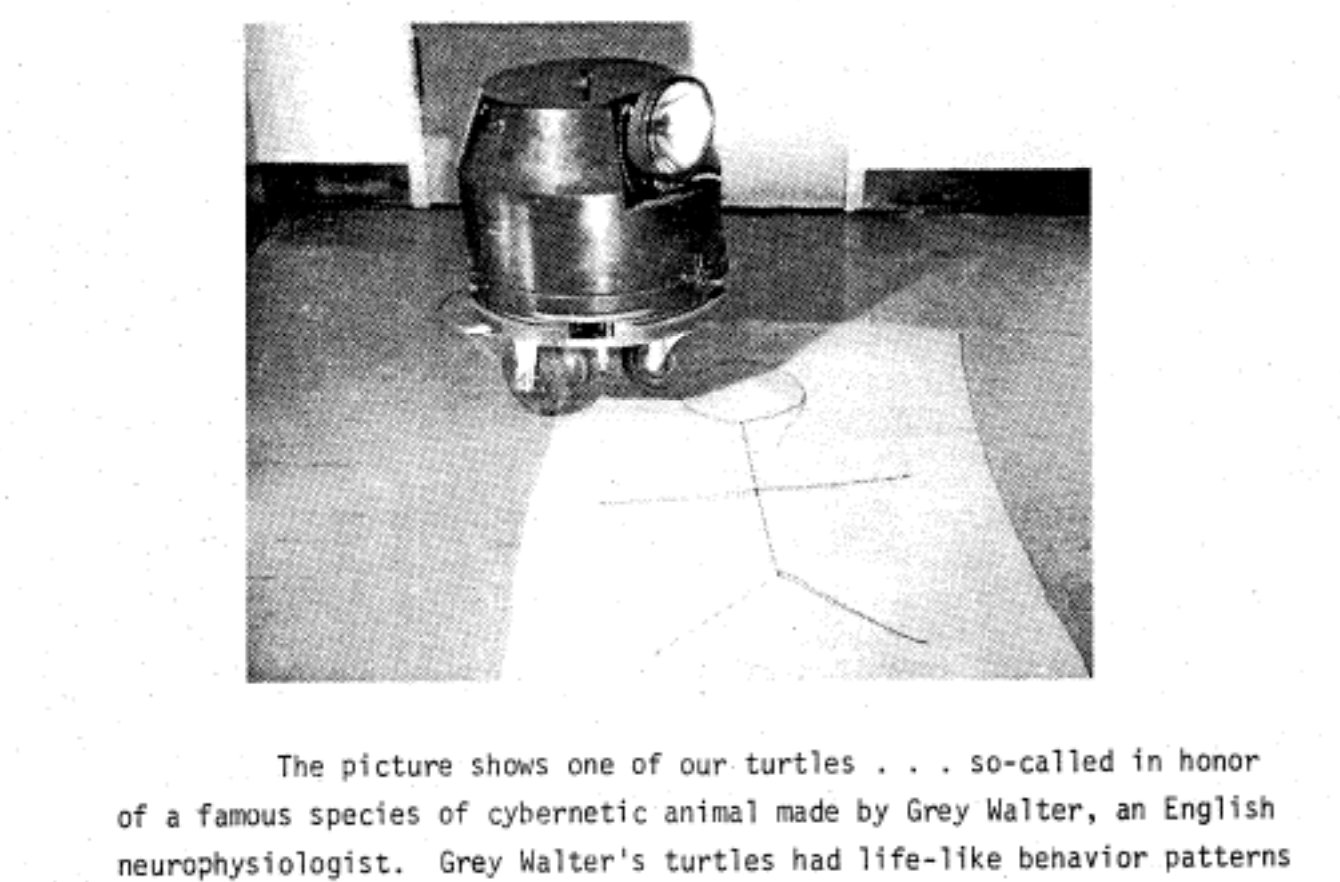 The picture shows one of our turtles . . . so-called in honor
of a famous species of cybernetic animal made by Grey Walter, an English
neurophysiologist. Grey Walter's turtles had life-like behavior patterns